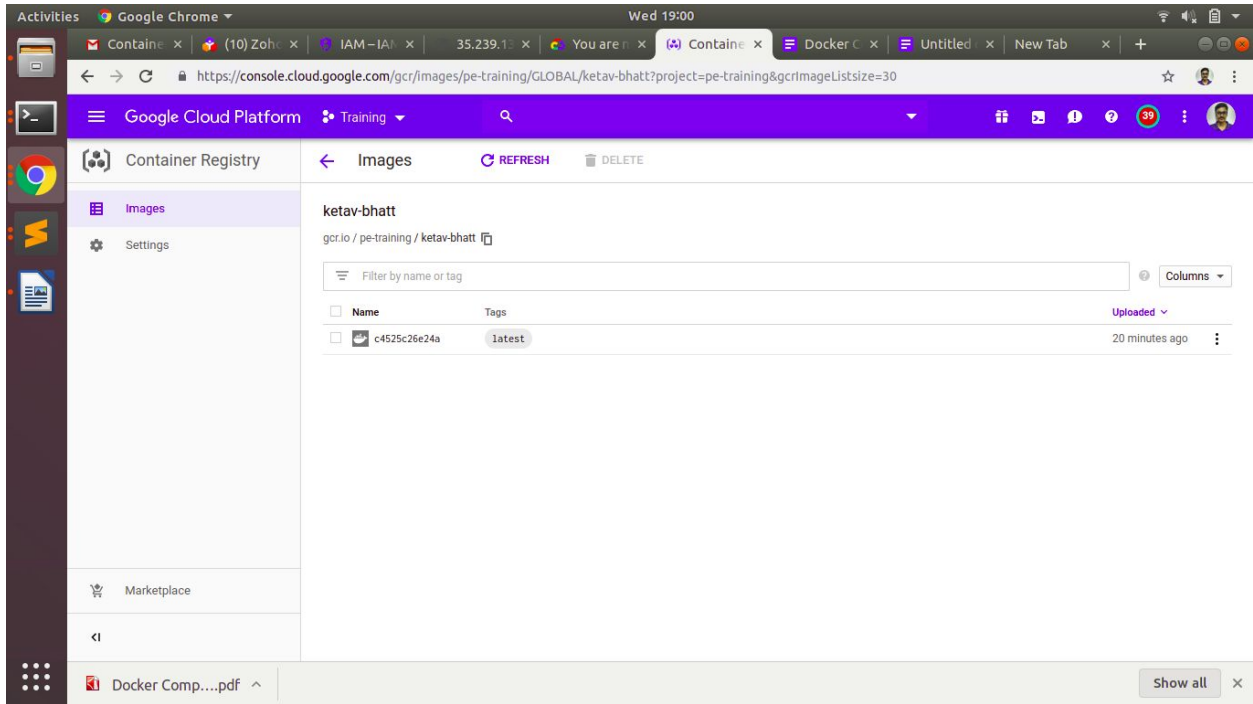 Activities Google Chrome ▾ Wed 19:00
Containe × (10) Zoho × IAM – IAM × 35.239.13 × You are n × Containe × Docker C × Untitled × New Tab × +
https://console.cloud.google.com/gcr/images/pe-training/GLOBAL/ketav-bhatt?project=pe-training&gcrImageListsize=30
Google Cloud Platform Training 39
Container Registry Images REFRESH DELETE
Images
Settings
ketav-bhatt
gcr.io / pe-training / ketav-bhatt
Filter by name or tag Columns
Name Tags Uploaded
c4525c26e24a latest 20 minutes ago
Marketplace
Docker Comp....pdf Show all ×